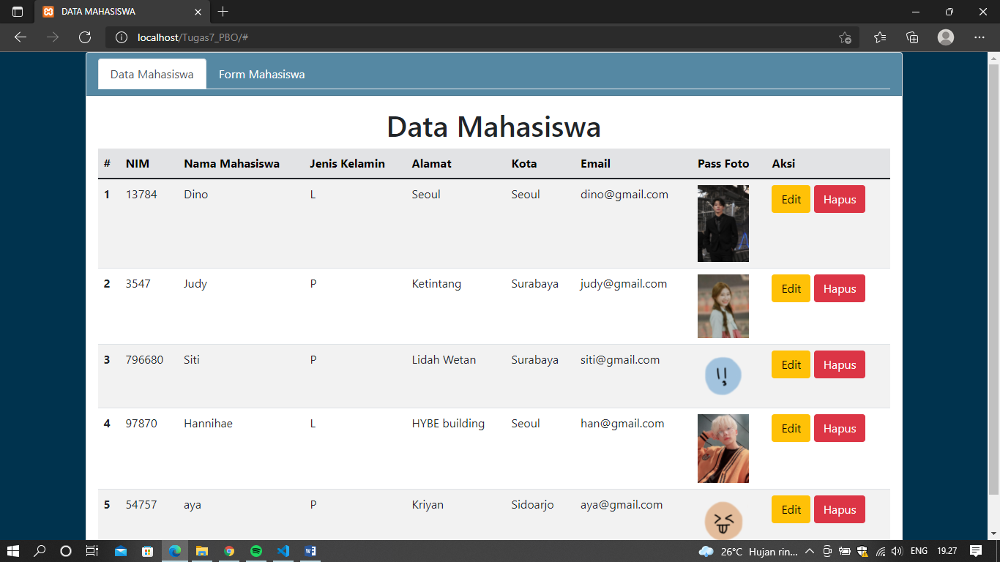 DATA MAHASISWA
localhost/Tugas7_PBO/#
Data Mahasiswa Form Mahasiswa
Data Mahasiswa
# NIM Nama Mahasiswa Jenis Kelamin Alamat Kota Email Pass Foto Aksi
1 13784 Dino L Seoul Seoul dino@gmail.com Edit Hapus
2 3547 Judy P Ketintang Surabaya judy@gmail.com Edit Hapus
3 796680 Siti P Lidah Wetan Surabaya siti@gmail.com Edit Hapus
4 97870 Hannihae L HYBE building Seoul han@gmail.com Edit Hapus
5 54757 aya P Kriyan Sidoarjo aya@gmail.com Edit Hapus
26°C Hujan rin... ENG 19.27